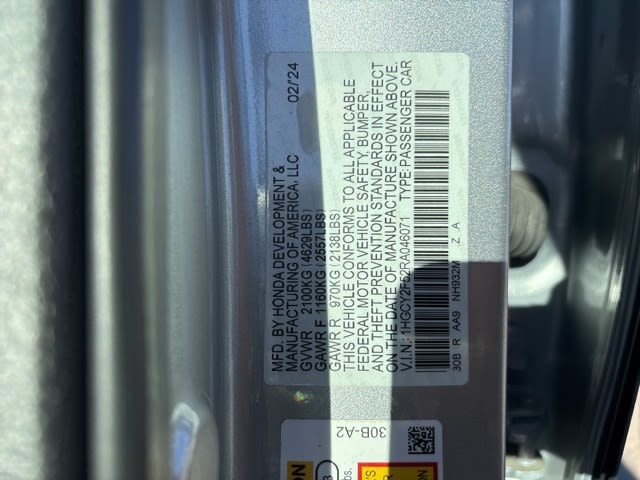 MFD. BY HONDA DEVELOPMENT & 02/'24
MANUFACTURING OF AMERICA, LLC
GVWR 2100KG (4629LBS)
GAWR F 1160KG (2557LBS)
GAWR R 970KG (2138LBS)
THIS VEHICLE CONFORMS TO ALL APPLICABLE
FEDERAL MOTOR VEHICLE SAFETY, BUMPER,
AND THEFT PREVENTION STANDARDS IN EFFECT
ON THE DATE OF MANUFACTURE SHOWN ABOVE.
V.I.N.: 1HGCY2F52RA046071 TYPE: PASSENGER CAR
30B R AA9 NH932M Z A
30B-A2